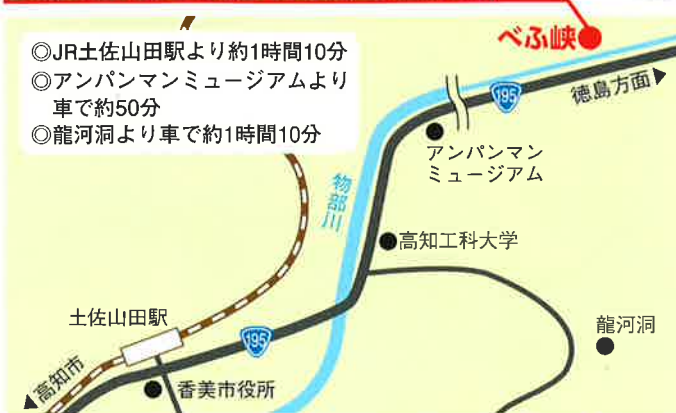 べふ峡
◎JR土佐山田駅より約1時間10分
◎アンパンマンミュージアムより
車で約50分
◎龍河洞より車で約1時間10分
195
徳島方面
アンパンマン
ミュージアム
物部川
高知工科大学
土佐山田駅
195
龍河洞
高知市
香美市役所